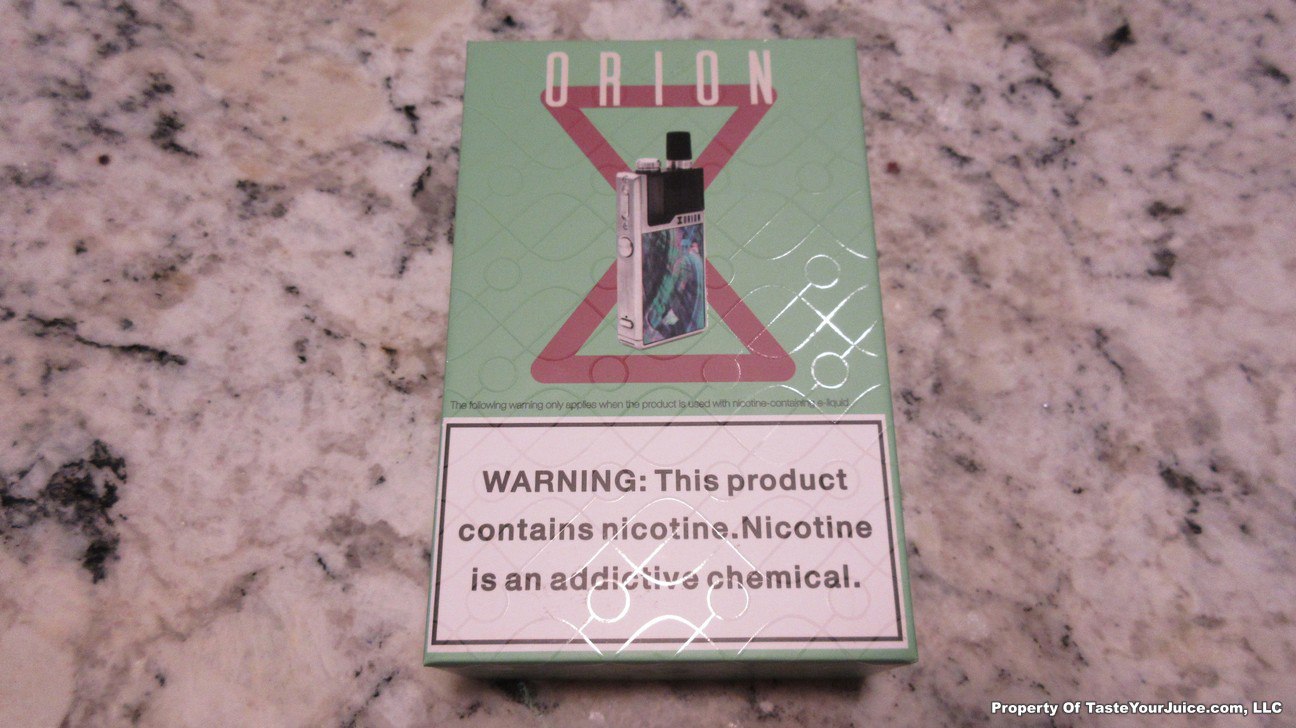 ORION
ORION
The following warning only applies when the product is used with nicotine-containing e-liquid.
WARNING: This product
contains nicotine.Nicotine
is an addictive chemical.
Property Of TasteYourJuice.com, LLC